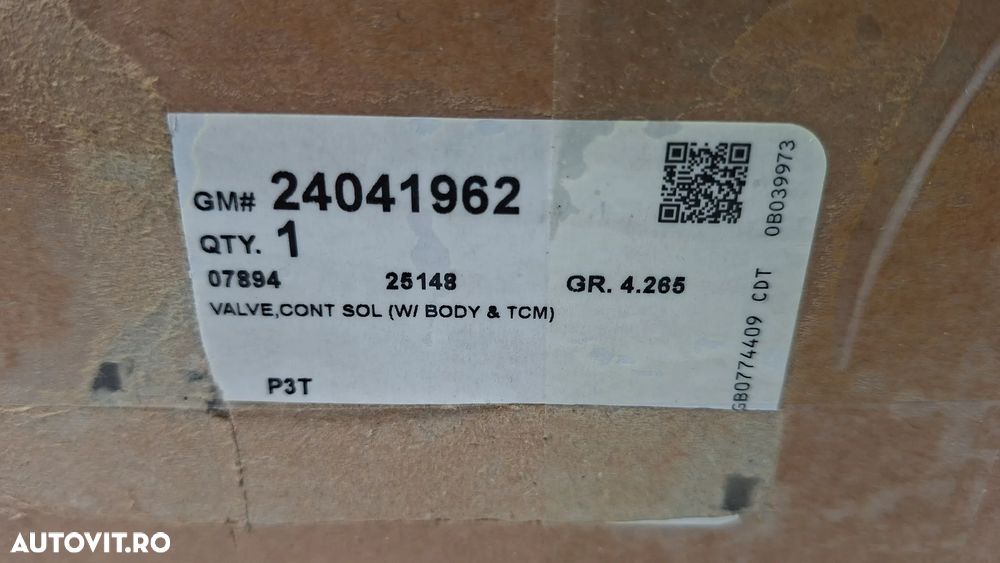 GM# 24041962
QTY. 1
07894 25148 GR. 4.265
VALVE,CONT SOL (W/ BODY & TCM)
P3T
GB0774409 CDT 0B039973
AUTOVIT.RO